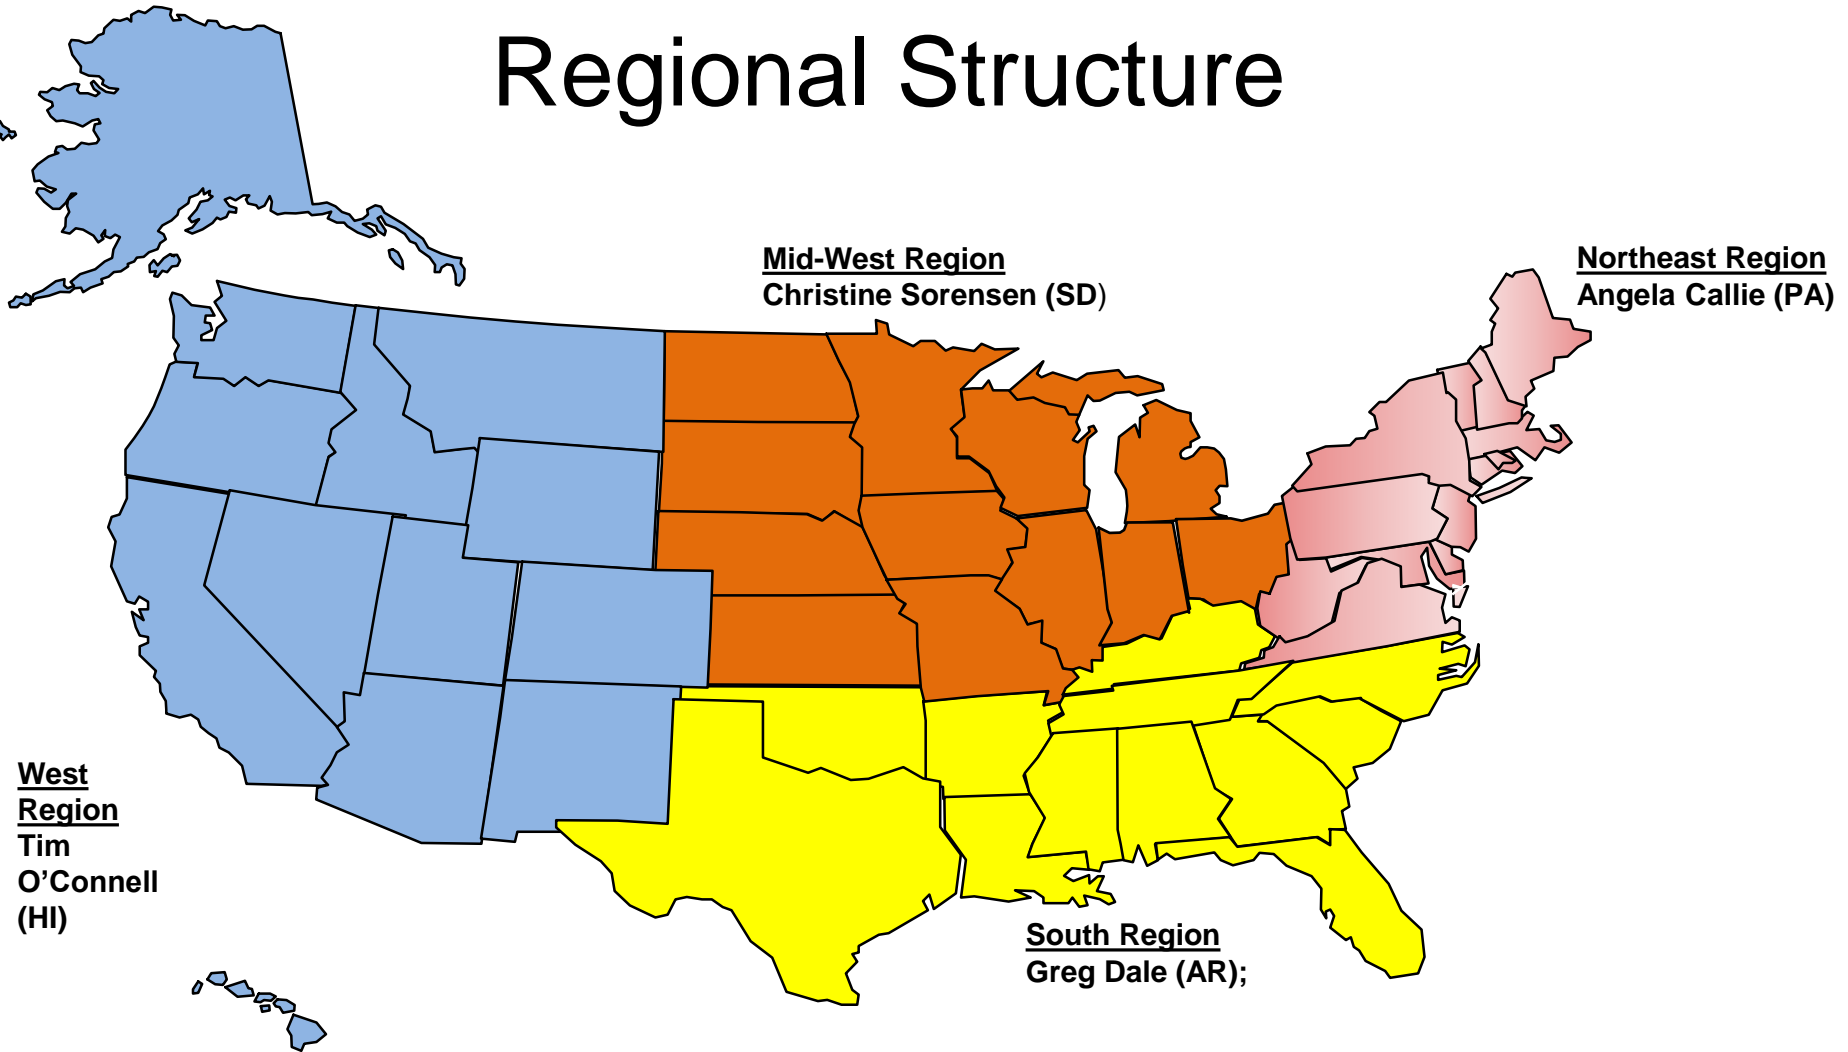 Regional Structure
Mid-West Region
Christine Sorensen (SD)
Northeast Region
Angela Callie (PA)
West
Region
Tim
O’Connell
(HI)
South Region
Greg Dale (AR);